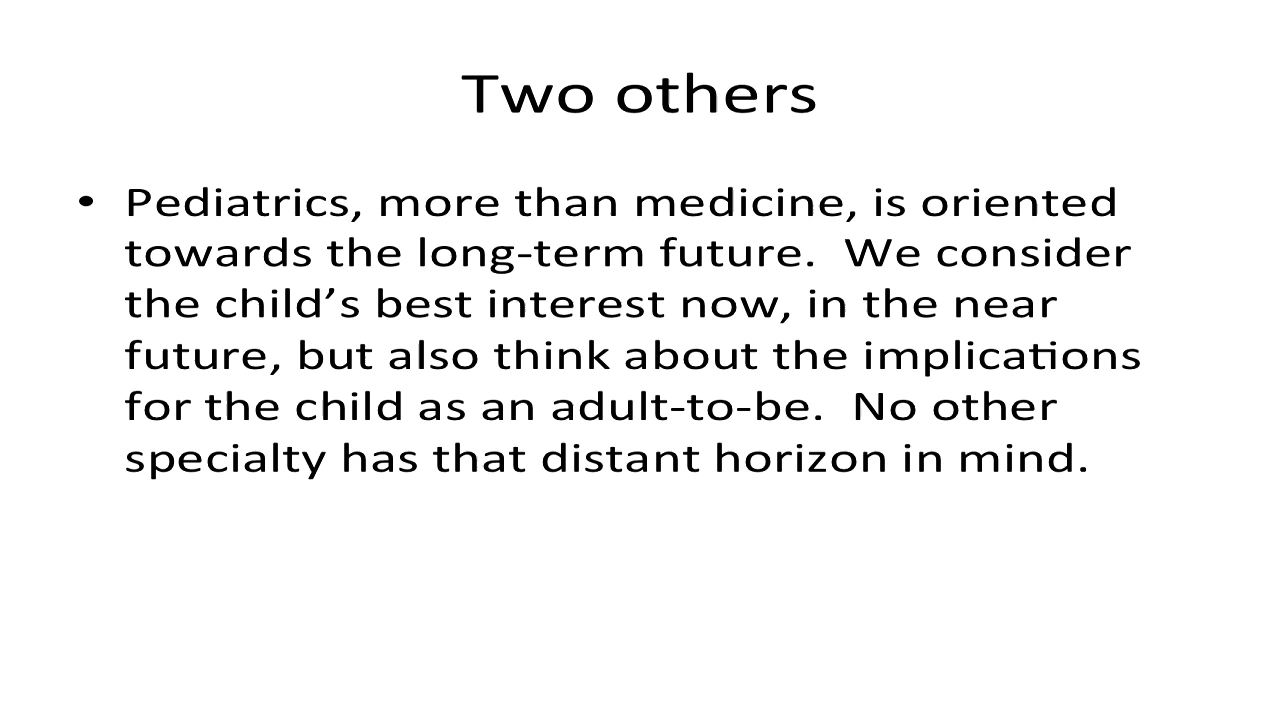 Two others
• Pediatrics, more than medicine, is oriented
towards the long-term future.  We consider
the child’s best interest now, in the near
future, but also think about the implications
for the child as an adult-to-be.  No other
specialty has that distant horizon in mind.